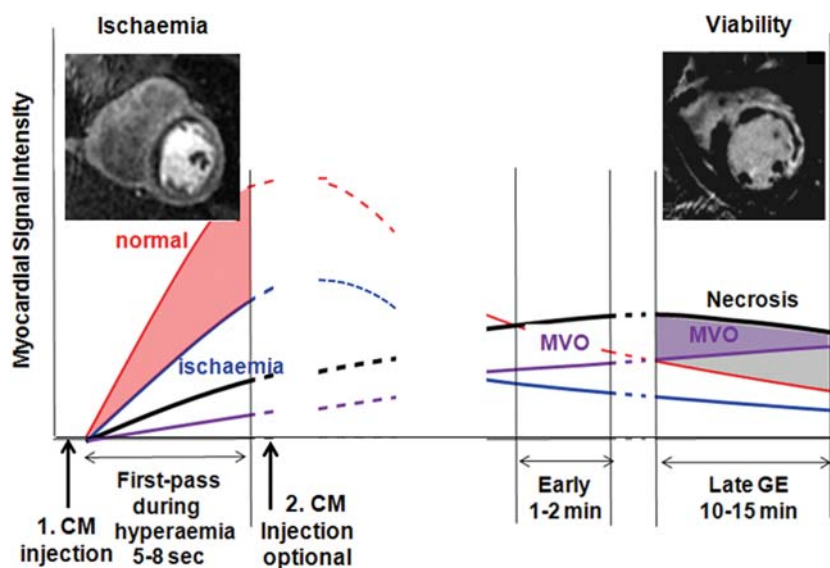 Ischaemia
Viability
Myocardial Signal Intensity
normal
ischaemia
Necrosis
MVO
MVO
1. CM
injection
First-pass
during
hyperaemia
5-8 sec
2. CM
Injection
optional
Early
1-2 min
Late GE
10-15 min